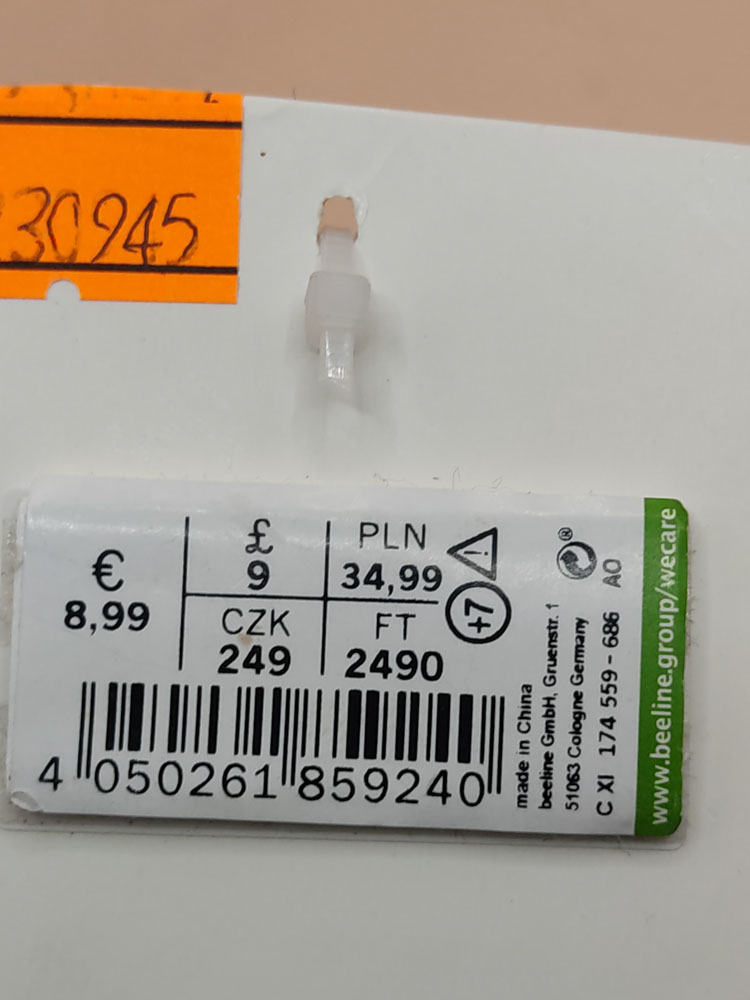 30945
€
8,99
£
9
PLN
34,99
CZK
249
FT
2490
+7
4 050261 859240
made in China
beeline GmbH, Gruenstr. 1
51063 Cologne Germany
C XI 174 559 - 686 A0
www.beeline.group/wecare